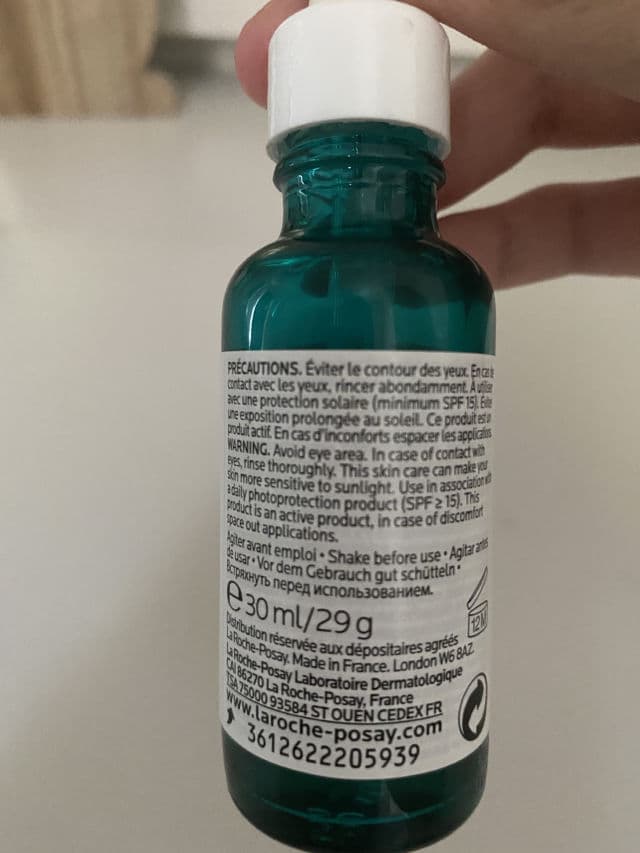 PRÉCAUTIONS. Éviter le contour des yeux. En cas
contact avec les yeux, rincer abondamment. À utiliser
avec une protection solaire (minimum SPF 15). Éviter
une exposition prolongée au soleil. Ce produit est un
produit actif. En cas d'inconforts espacer les applications.
WARNING. Avoid eye area. In case of contact with
eyes, rinse thoroughly. This skin care can make your
skin more sensitive to sunlight. Use in association with
a daily photoprotection product (SPF ≥ 15). This
product is an active product, in case of discomfort
space out applications.
Agiter avant emploi • Shake before use • Agitar antes
de usar • Vor dem Gebrauch gut schütteln •
Встряхнуть перед использованием.
℮ 30 ml/29 g
12M
Distribution réservée aux dépositaires agréés
La Roche-Posay. Made in France. London W6 8AZ.
La Roche-Posay Laboratoire Dermatologique
CAI 86270 La Roche-Posay, France
TSA 75000 93584 ST OUEN CEDEX FR
www.laroche-posay.com
3612622205939